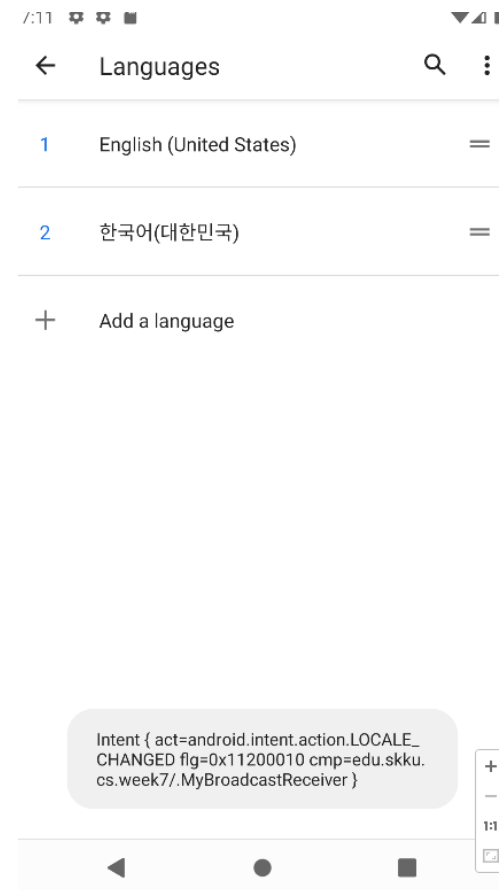 7:11
Languages
1 English (United States)
2 한국어(대한민국)
Add a language
Intent { act=android.intent.action.LOCALE_
CHANGED flg=0x11200010 cmp=edu.skku.
cs.week7/.MyBroadcastReceiver }
1:1